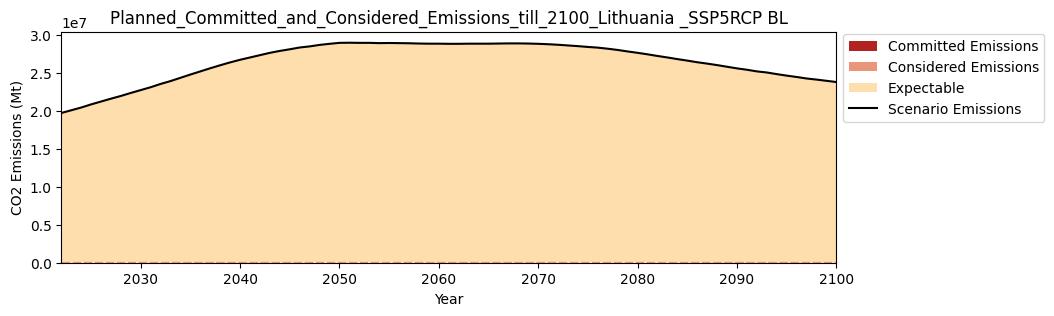 Planned_Committed_and_Considered_Emissions_till_2100_Lithuania _SSP5RCP BL
1e7
3.0
2.5
2.0
1.5
1.0
0.5
0.0
CO2 Emissions (Mt)
2030 2040 2050 2060 2070 2080 2090 2100
Year
Committed Emissions
Considered Emissions
Expectable
Scenario Emissions